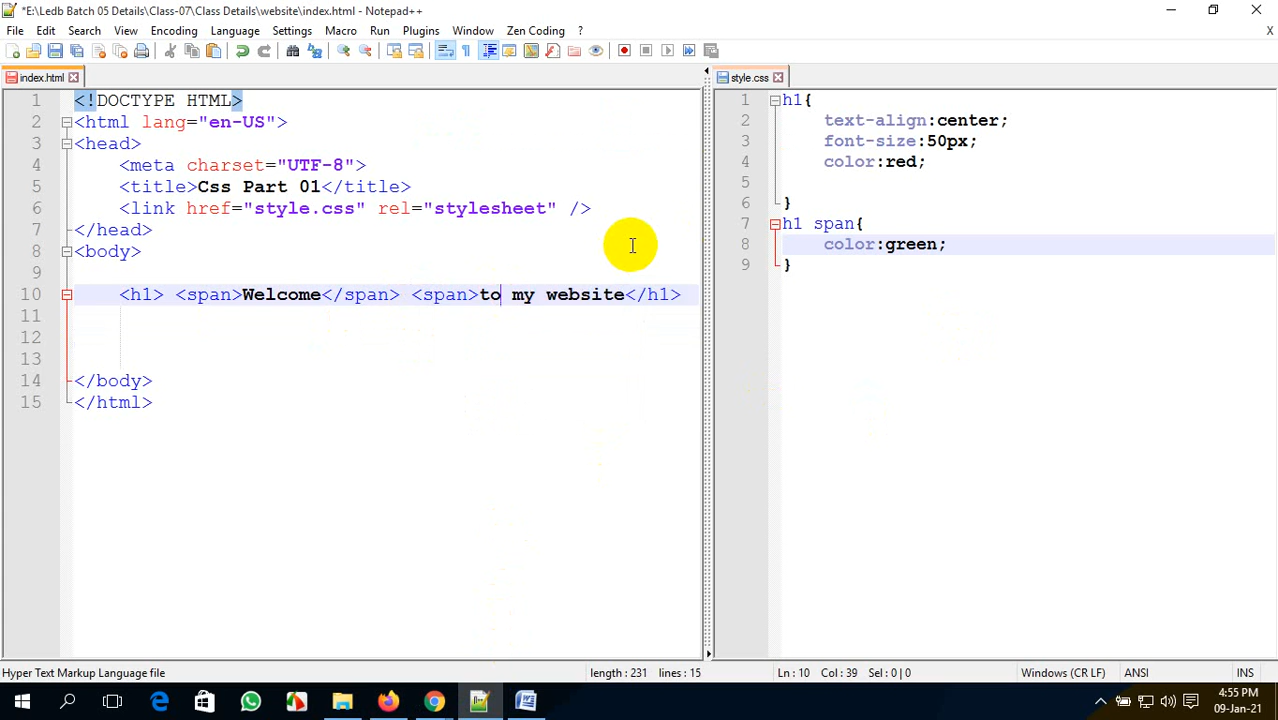 *E:\Ledb Batch 05 Details\Class-07\Class Details\website\index.html - Notepad++
File Edit Search View Encoding Language Settings Macro Run Plugins Window Zen Coding ? X
index.html
1 <!DOCTYPE HTML>
2 <html lang="en-US">
3 <head>
4 <meta charset="UTF-8">
5 <title>Css Part 01</title>
6 <link href="style.css" rel="stylesheet" />
7 </head>
8 <body>
9
10 <h1> <span>Welcome</span> <span>to my website</h1>
11
12
13
14 </body>
15 </html>
style.css
1 h1{
2 text-align:center;
3 font-size:50px;
4 color:red;
5
6 }
7 h1 span{
8 color:green;
9 }
Hyper Text Markup Language file length : 231 lines : 15 Ln : 10 Col : 39 Sel : 0 | 0 Windows (CR LF) ANSI INS
4:55 PM
09-Jan-21